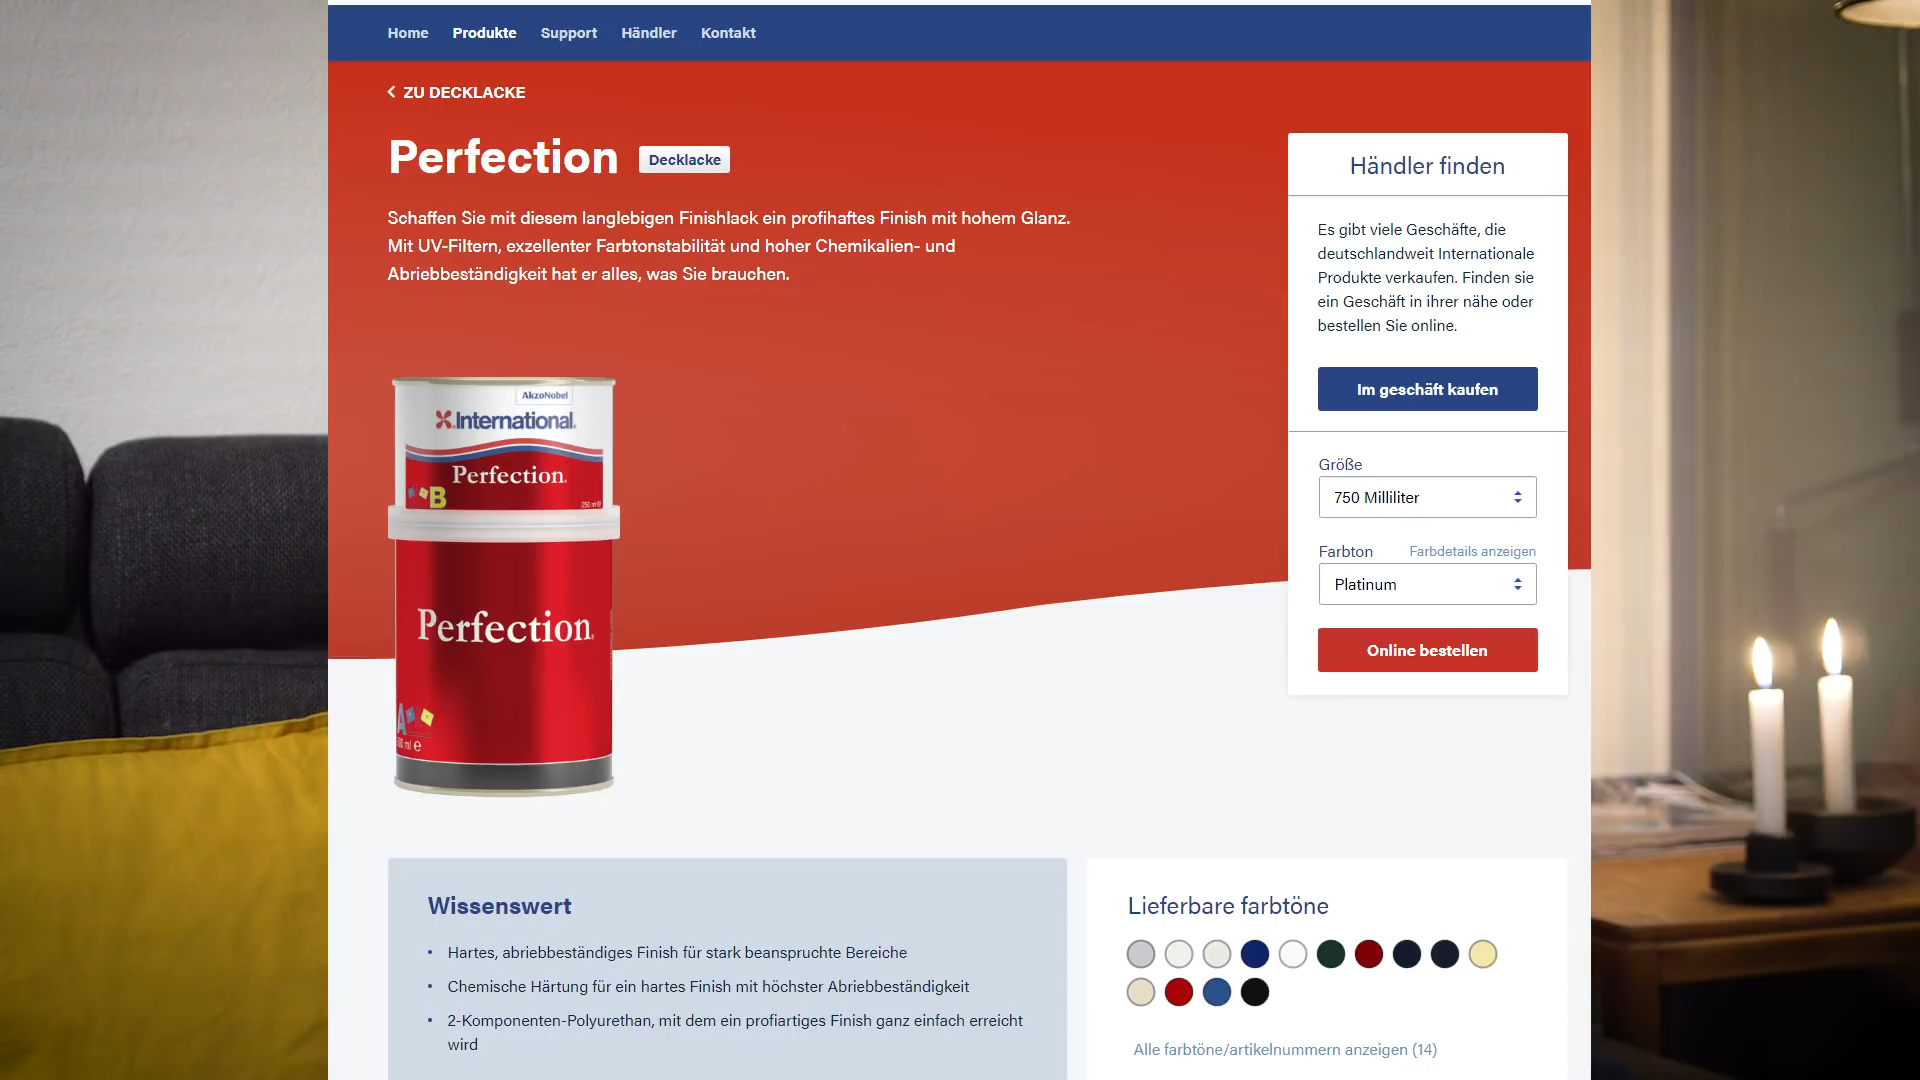 Home Produkte Support Händler Kontakt
ZU DECKLACKE
Perfection Decklacke
Schaffen Sie mit diesem langlebigen Finishlack ein profihaftes Finish mit hohem Glanz.
Mit UV-Filtern, exzellenter Farbtonstabilität und hoher Chemikalien- und
Abriebbeständigkeit hat er alles, was Sie brauchen.
AkzoNobel
International
Perfection
B
250 ml e
Perfection
A
ml e
Händler finden
Es gibt viele Geschäfte, die
deutschlandweit Internationale
Produkte verkaufen. Finden sie
ein Geschäft in ihrer nähe oder
bestellen Sie online.
Im geschäft kaufen
Größe
750 Milliliter
Farbton Farbdetails anzeigen
Platinum
Online bestellen
Wissenswert
• Hartes, abriebbeständiges Finish für stark beanspruchte Bereiche
• Chemische Härtung für ein hartes Finish mit höchster Abriebbeständigkeit
• 2-Komponenten-Polyurethan, mit dem ein profiartiges Finish ganz einfach erreicht
wird
Lieferbare farbtöne
Alle farbtöne/artikelnummern anzeigen (14)